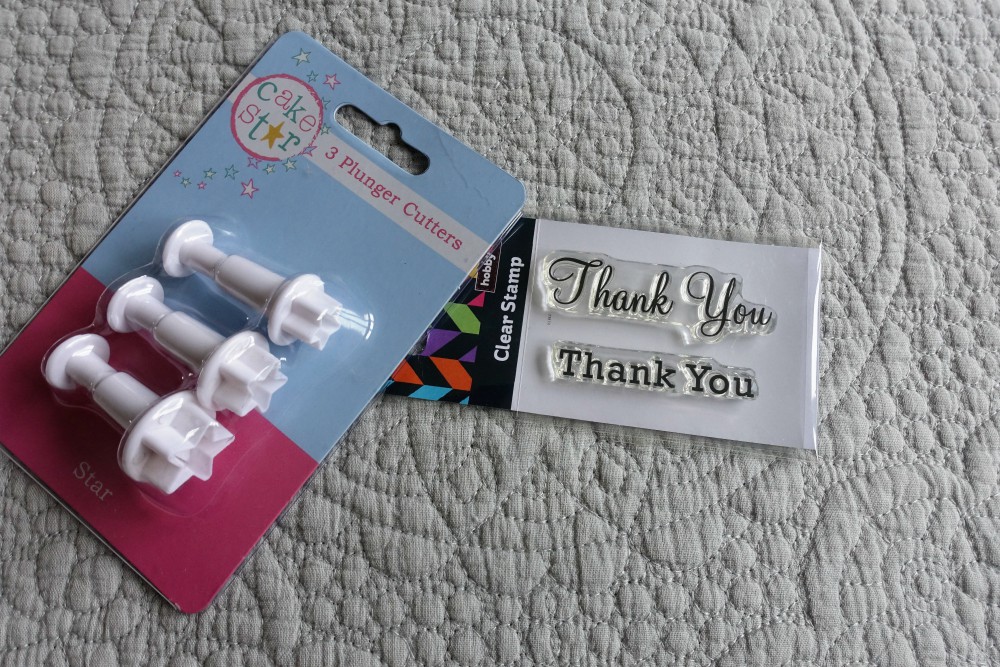 cake
star
3 Plunger Cutters
Star
hobby
Clear Stamp
Thank You
Thank You